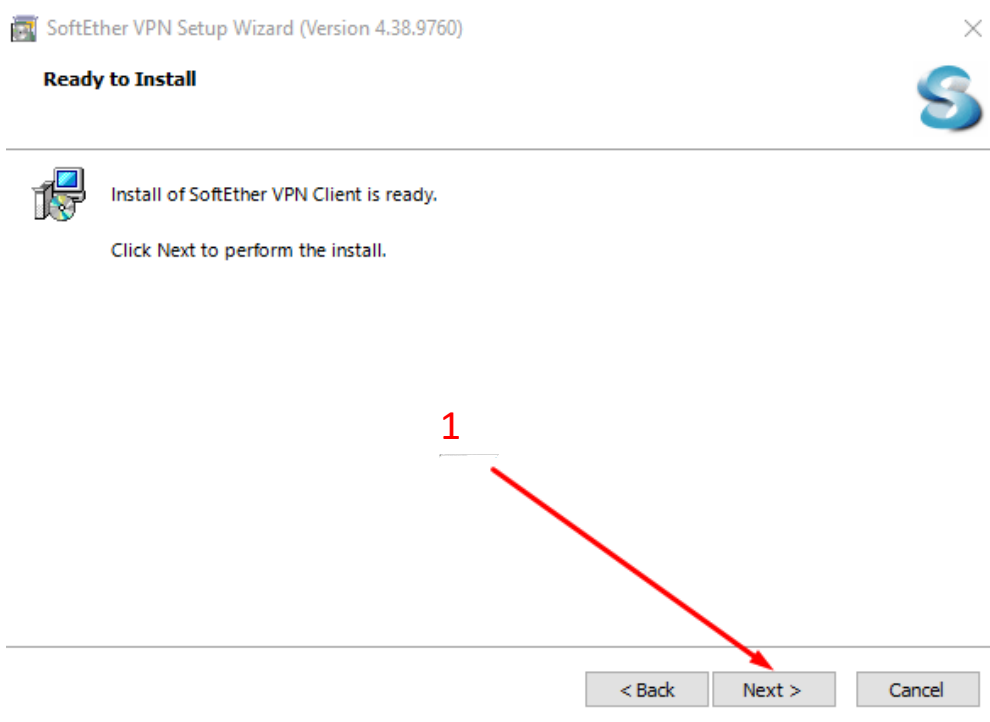 SoftEther VPN Setup Wizard (Version 4.38.9760)
Ready to Install
Install of SoftEther VPN Client is ready.
Click Next to perform the install.
1
< Back
Next >
Cancel